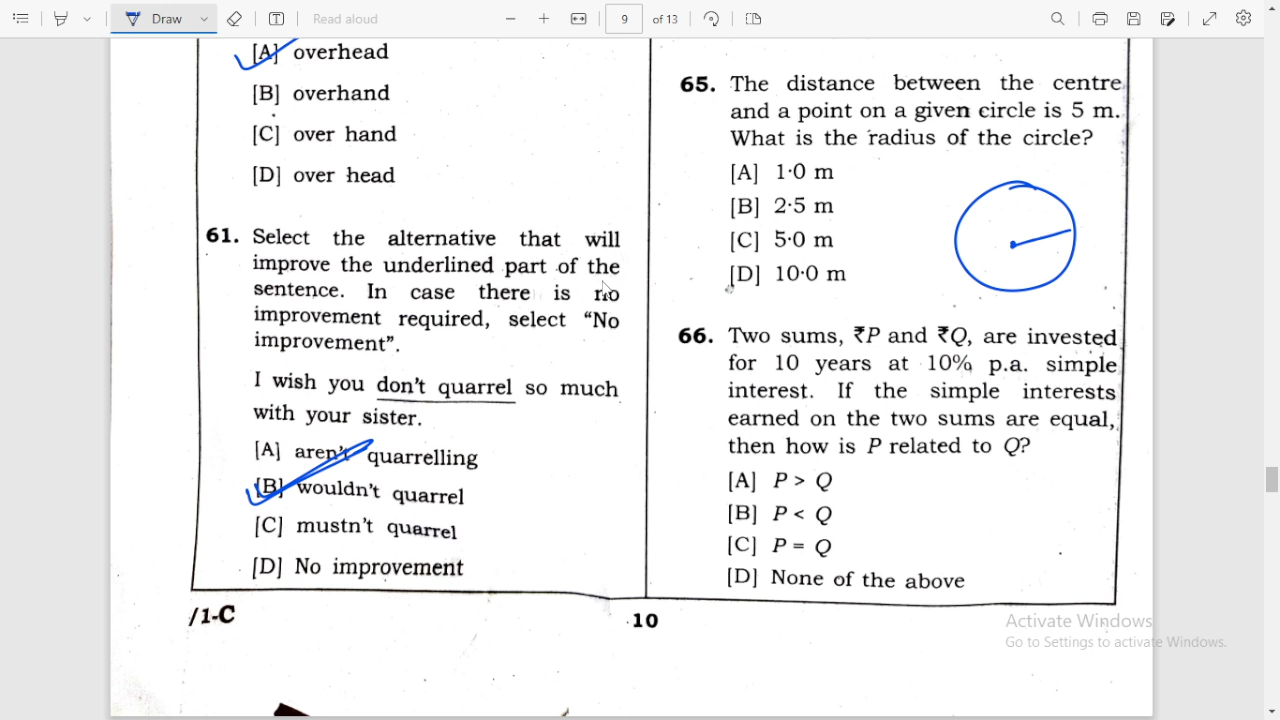 Draw
Read aloud
9
of 13
[A] overhead
[B] overhand
[C] over hand
[D] over head
61. Select the alternative that will
improve the underlined part of the
sentence. In case there is no
improvement required, select “No
improvement”.
I wish you don't quarrel so much
with your sister.
[A] aren't quarrelling
[B] wouldn't quarrel
[C] mustn't quarrel
[D] No improvement
65. The distance between the centre
and a point on a given circle is 5 m.
What is the radius of the circle?
[A] 1·0 m
[B] 2·5 m
[C] 5·0 m
[D] 10·0 m
66. Two sums, ₹P and ₹Q, are invested
for 10 years at 10% p.a. simple
interest. If the simple interests
earned on the two sums are equal,
then how is P related to Q?
[A] P > Q
[B] P < Q
[C] P = Q
[D] None of the above
/1-C
10
Activate Windows
Go to Settings to activate Windows.